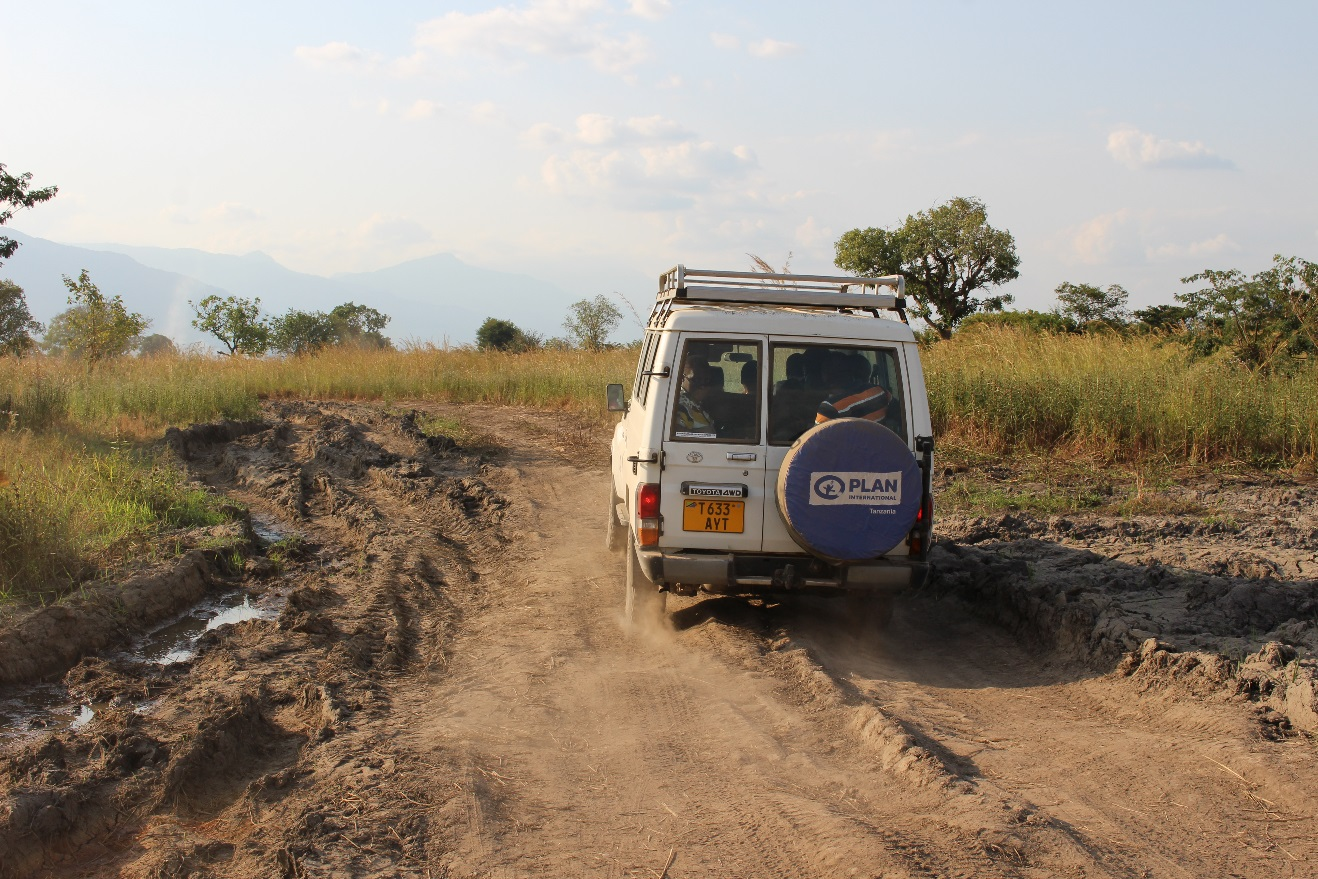 TOYOTA 4WD
T633
AYT
PLAN
INTERNATIONAL
Tanzania